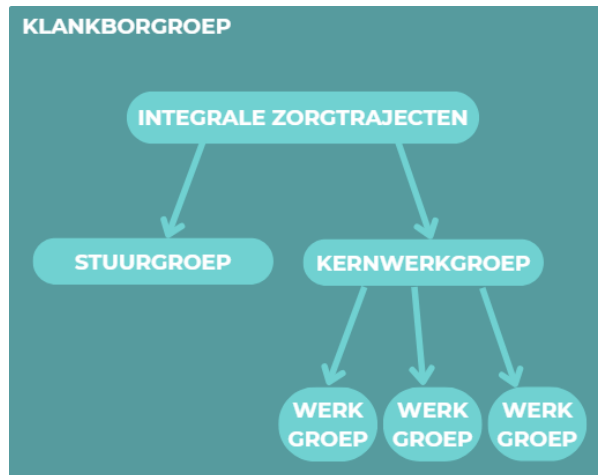 KLANKBORGROEP
INTEGRALE ZORGTRAJECTEN
STUURGROEP
KERNWERKGROEP
WERK
GROEP
WERK
GROEP
WERK
GROEP